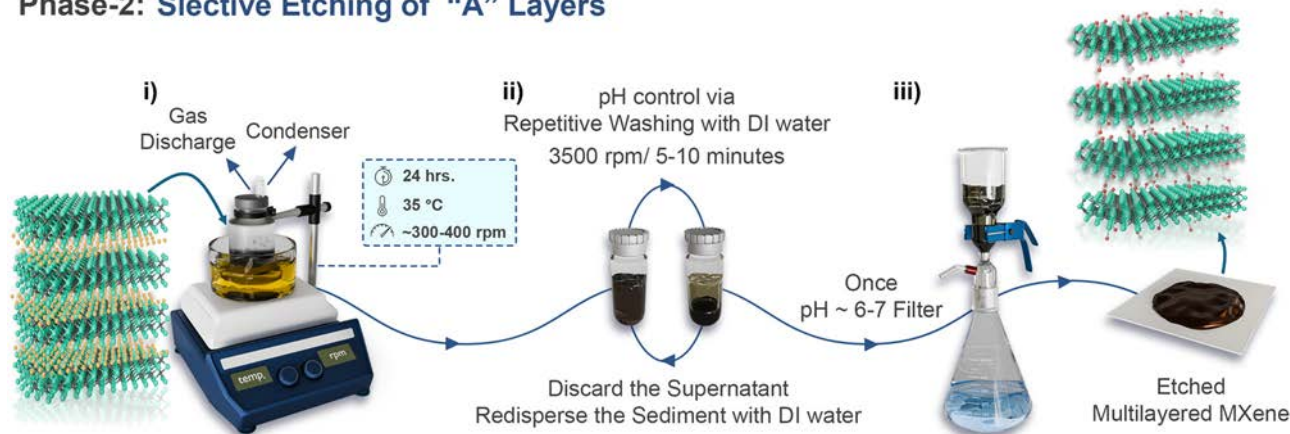 Phase-2: Slective Etching of "A" Layers
i)
Gas
Discharge
Condenser
24 hrs.
35 °C
~300-400 rpm
temp.
rpm
ii)
pH control via
Repetitive Washing with DI water
3500 rpm/ 5-10 minutes
Discard the Supernatant
Redisperse the Sediment with DI water
Once
pH ~ 6-7 Filter
iii)
Etched
Multilayered MXene